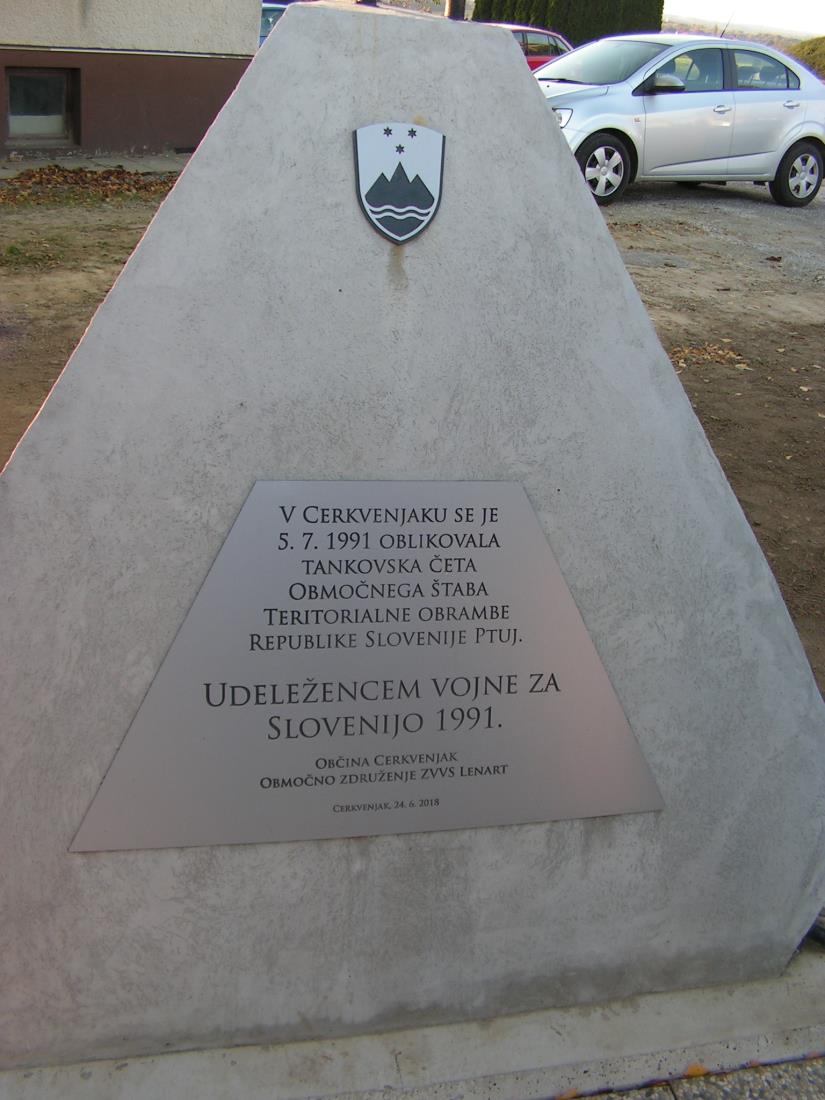 V CERKVENJAKU SE JE
5. 7. 1991 OBLIKOVALA
TANKOVSKA ČETA
OBMOČNEGA ŠTABA
TERITORIALNE OBRAMBE
REPUBLIKE SLOVENIJE PTUJ.
UDELEŽENCEM VOJNE ZA
SLOVENIJO 1991.
OBČINA CERKVENJAK
OBMOČNO ZDRUŽENJE ZVVS LENART
CERKVENJAK, 24. 6. 2018